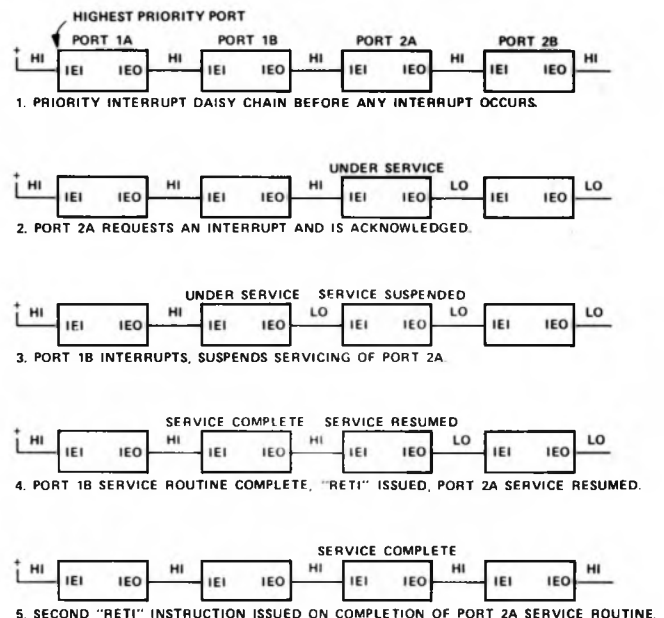 HIGHEST PRIORITY PORT
PORT 1A PORT 1B PORT 2A PORT 2B
+ HI IEI IEO HI IEI IEO HI IEI IEO HI IEI IEO HI
1. PRIORITY INTERRUPT DAISY CHAIN BEFORE ANY INTERRUPT OCCURS.
UNDER SERVICE
+ HI IEI IEO HI IEI IEO HI IEI IEO LO IEI IEO LO
2. PORT 2A REQUESTS AN INTERRUPT AND IS ACKNOWLEDGED.
UNDER SERVICE SERVICE SUSPENDED
+ HI IEI IEO HI IEI IEO LO IEI IEO LO IEI IEO LO
3. PORT 1B INTERRUPTS, SUSPENDS SERVICING OF PORT 2A.
SERVICE COMPLETE SERVICE RESUMED
+ HI IEI IEO HI IEI IEO HI IEI IEO LO IEI IEO LO
4. PORT 1B SERVICE ROUTINE COMPLETE, "RETI" ISSUED, PORT 2A SERVICE RESUMED.
SERVICE COMPLETE
+ HI IEI IEO HI IEI IEO HI IEI IEO HI IEI IEO HI
5. SECOND "RETI" INSTRUCTION ISSUED ON COMPLETION OF PORT 2A SERVICE ROUTINE.